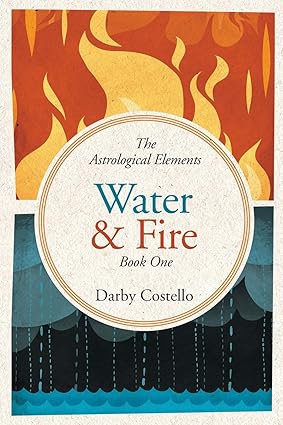 The
Astrological Elements
Water
& Fire
Book One
Darby Costello